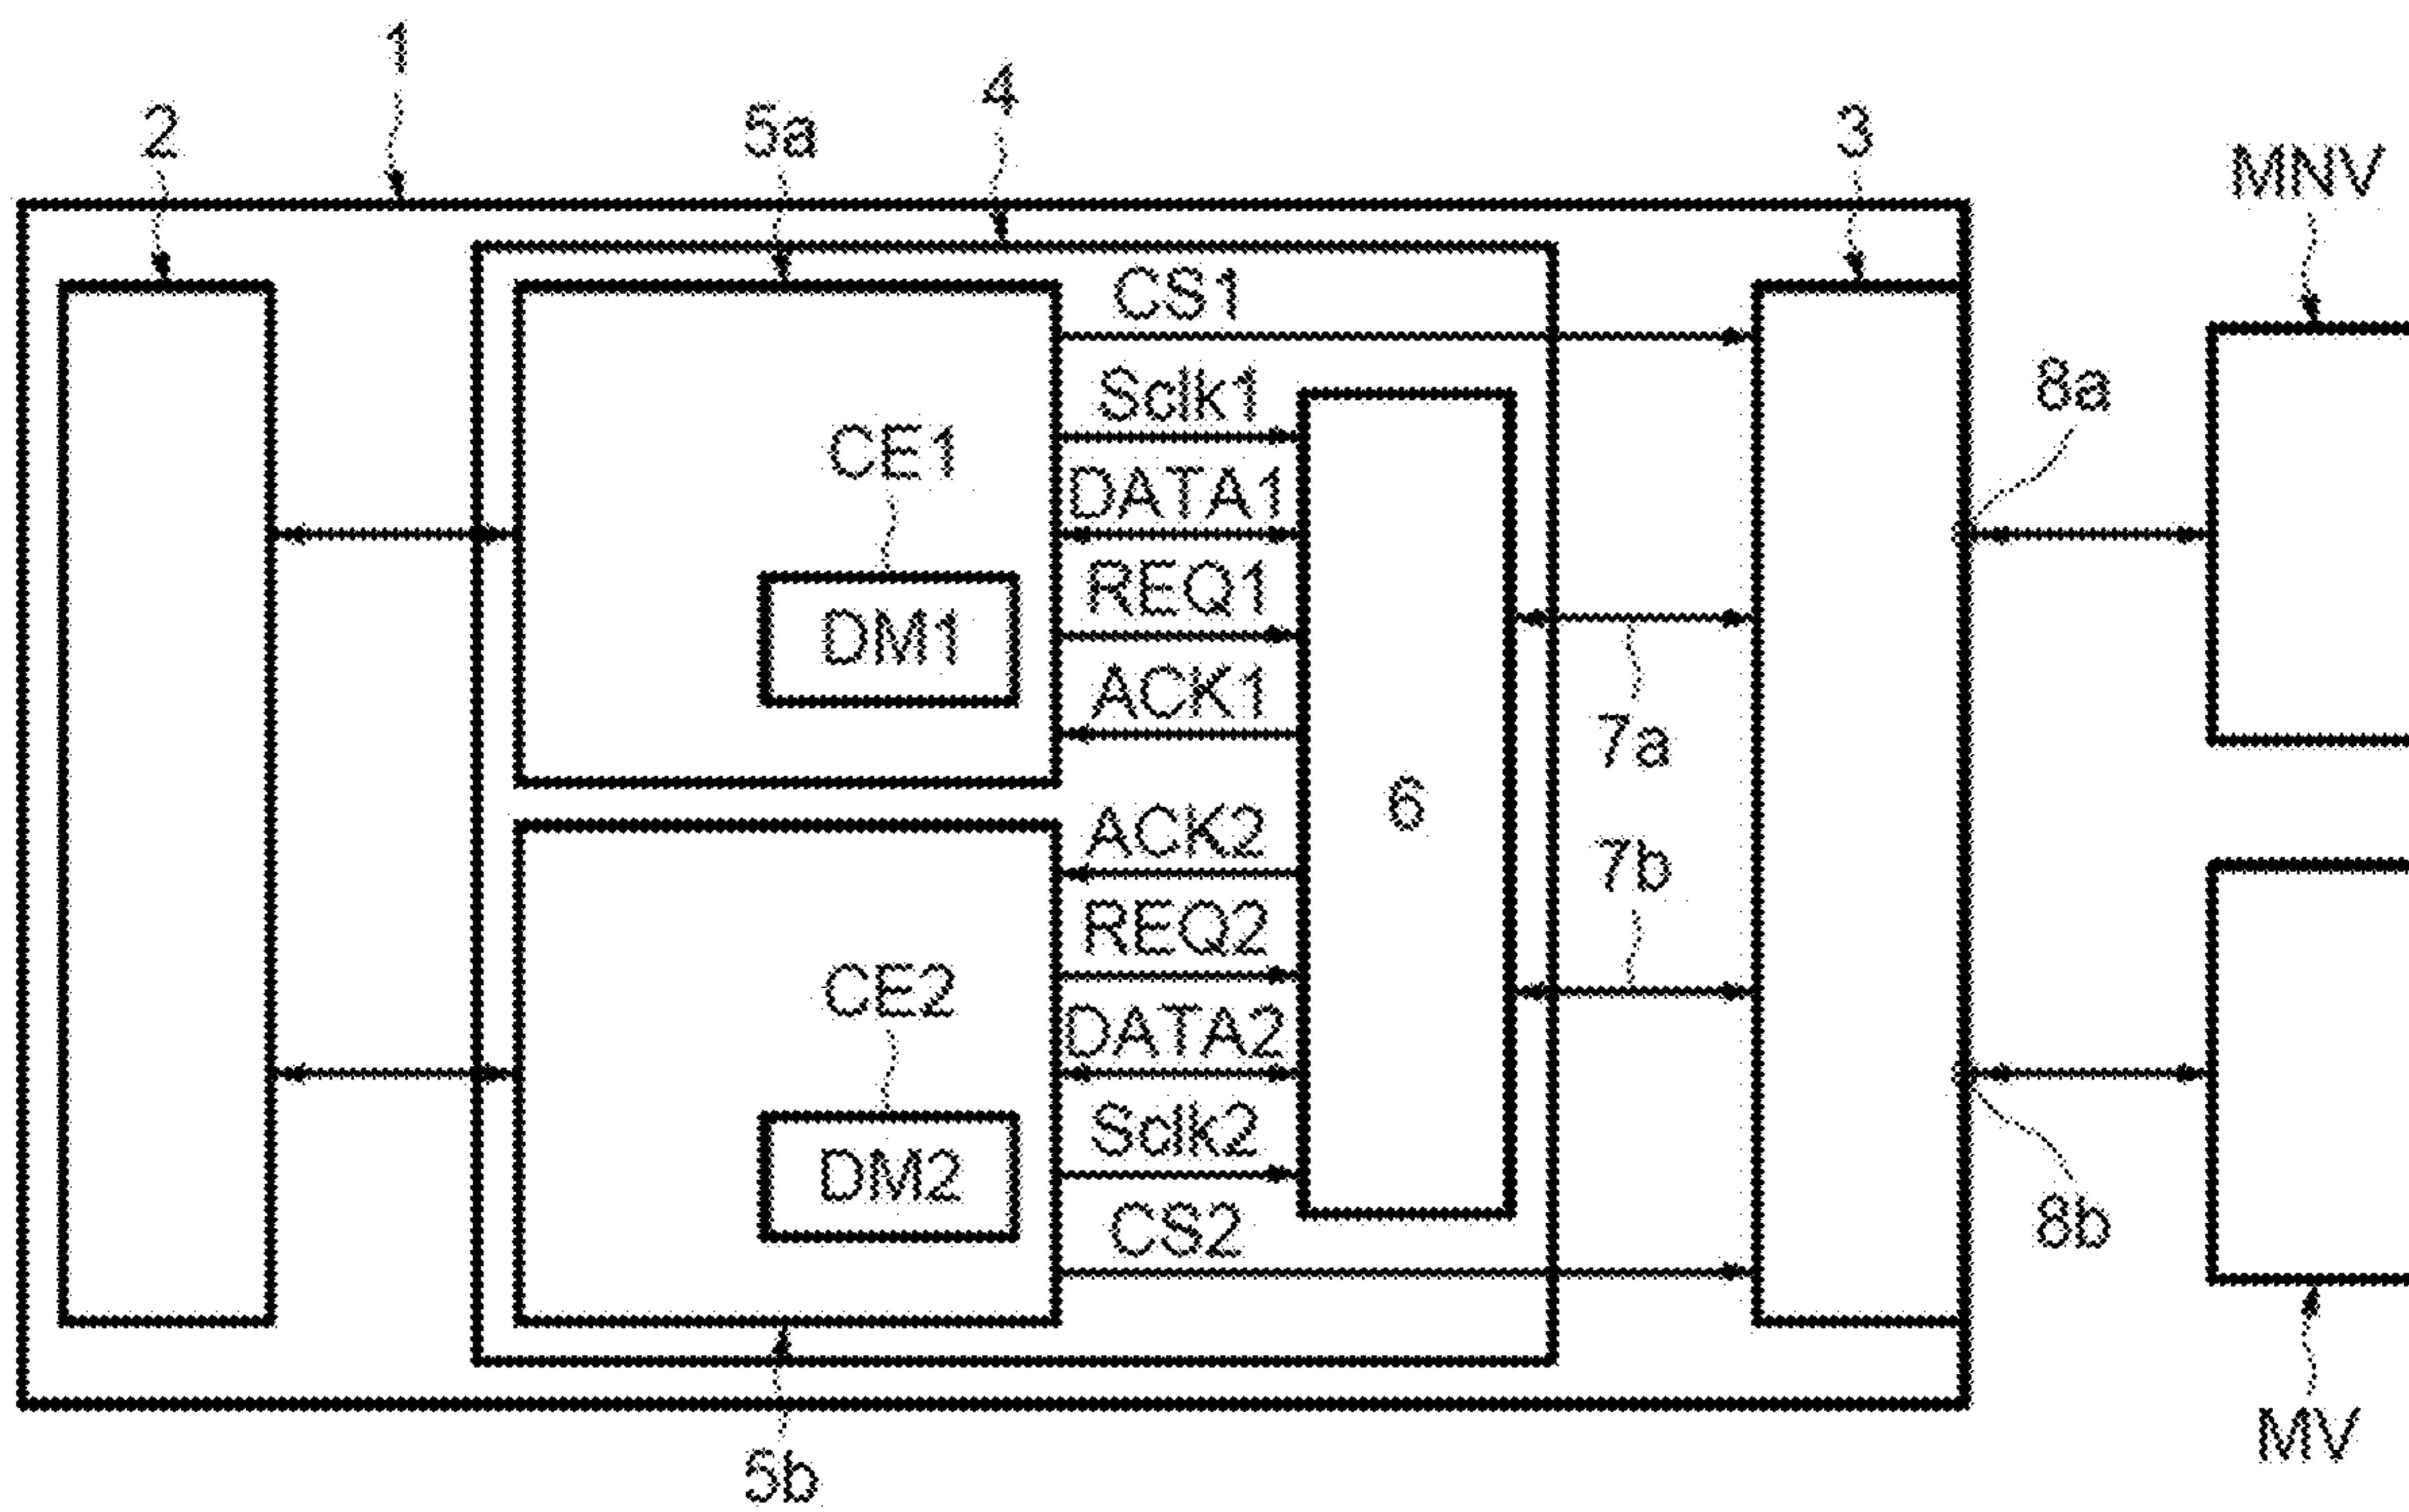 1
4
2
5a
3
MNV
CS1
8a
Sclk1
CE1
DATA1
REQ1
DM1
ACK1
7a
6
ACK2
7b
REQ2
CE2
DATA2
Sclk2
DM2
CS2
8b
MV
5b